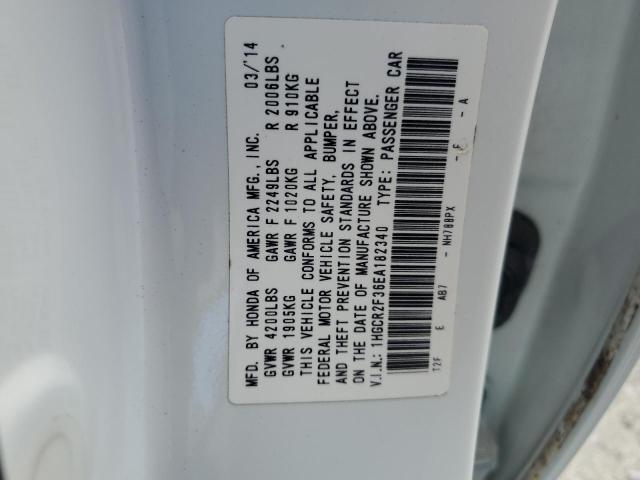 MFD. BY HONDA OF AMERICA MFG., INC. 03/'14
GVWR 4200LBS GAWR F 2249LBS R 2006LBS
GVWR 1905KG GAWR F 1020KG R 910KG
THIS VEHICLE CONFORMS TO ALL APPLICABLE
FEDERAL MOTOR VEHICLE SAFETY, BUMPER,
AND THEFT PREVENTION STANDARDS IN EFFECT
ON THE DATE OF MANUFACTURE SHOWN ABOVE.
V.I.N.: 1HGCR2F36EA182340 TYPE: PASSENGER CAR
T2F E AB7 - NH788PX - E - A